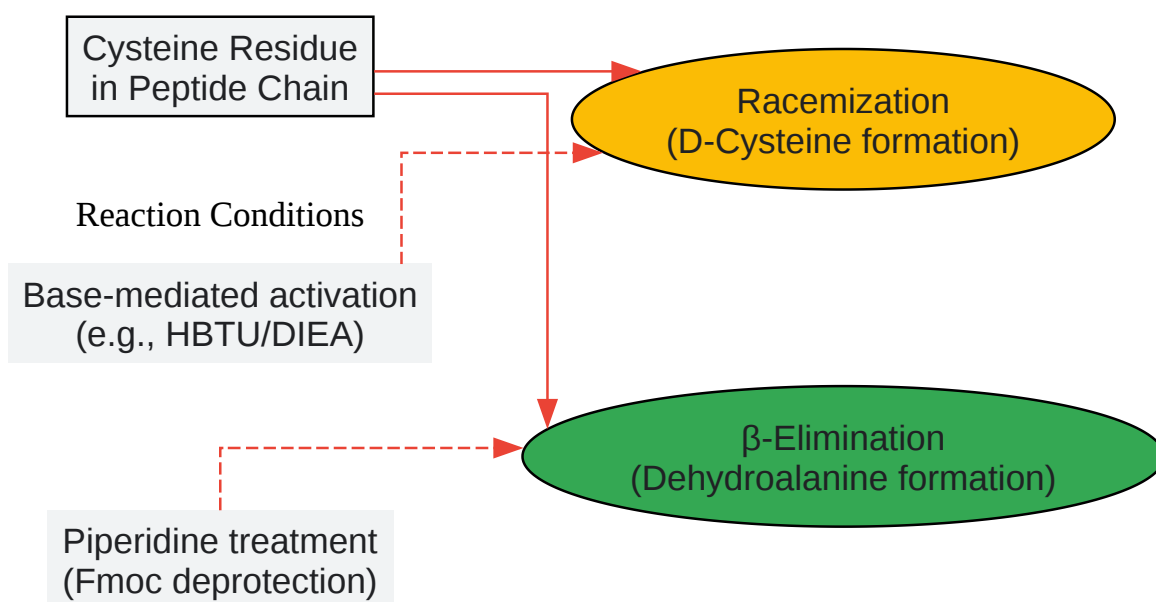 Cysteine Residue
in Peptide Chain
Racemization
(D-Cysteine formation)
Reaction Conditions
Base-mediated activation
(e.g., HBTU/DIEA)
β-Elimination
(Dehydroalanine formation)
Piperidine treatment
(Fmoc deprotection)